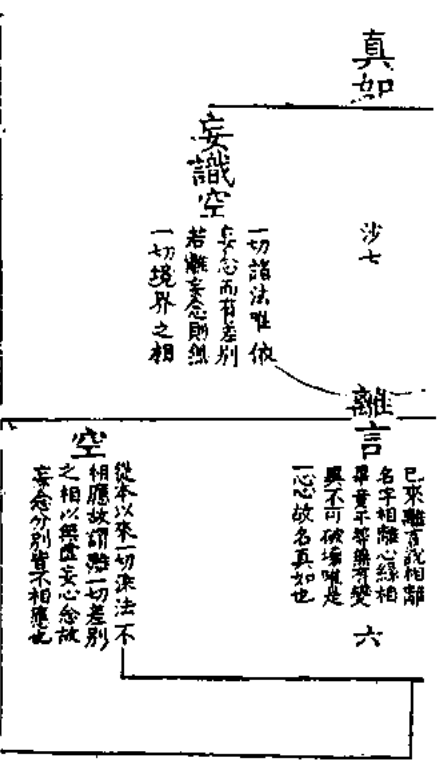 真如
沙七
妄識空
一切諸法唯依
妄念而有差別
若離妄念則無
一切境界之相
離言
已來離言說相離
名字相離心緣相
畢竟平等無有變
異不可破壞唯是
一心故名真如也
六
空
從本以來一切染法不
相應故謂離一切差別
之相以無虛妄心念故
妄念分別皆不相應也